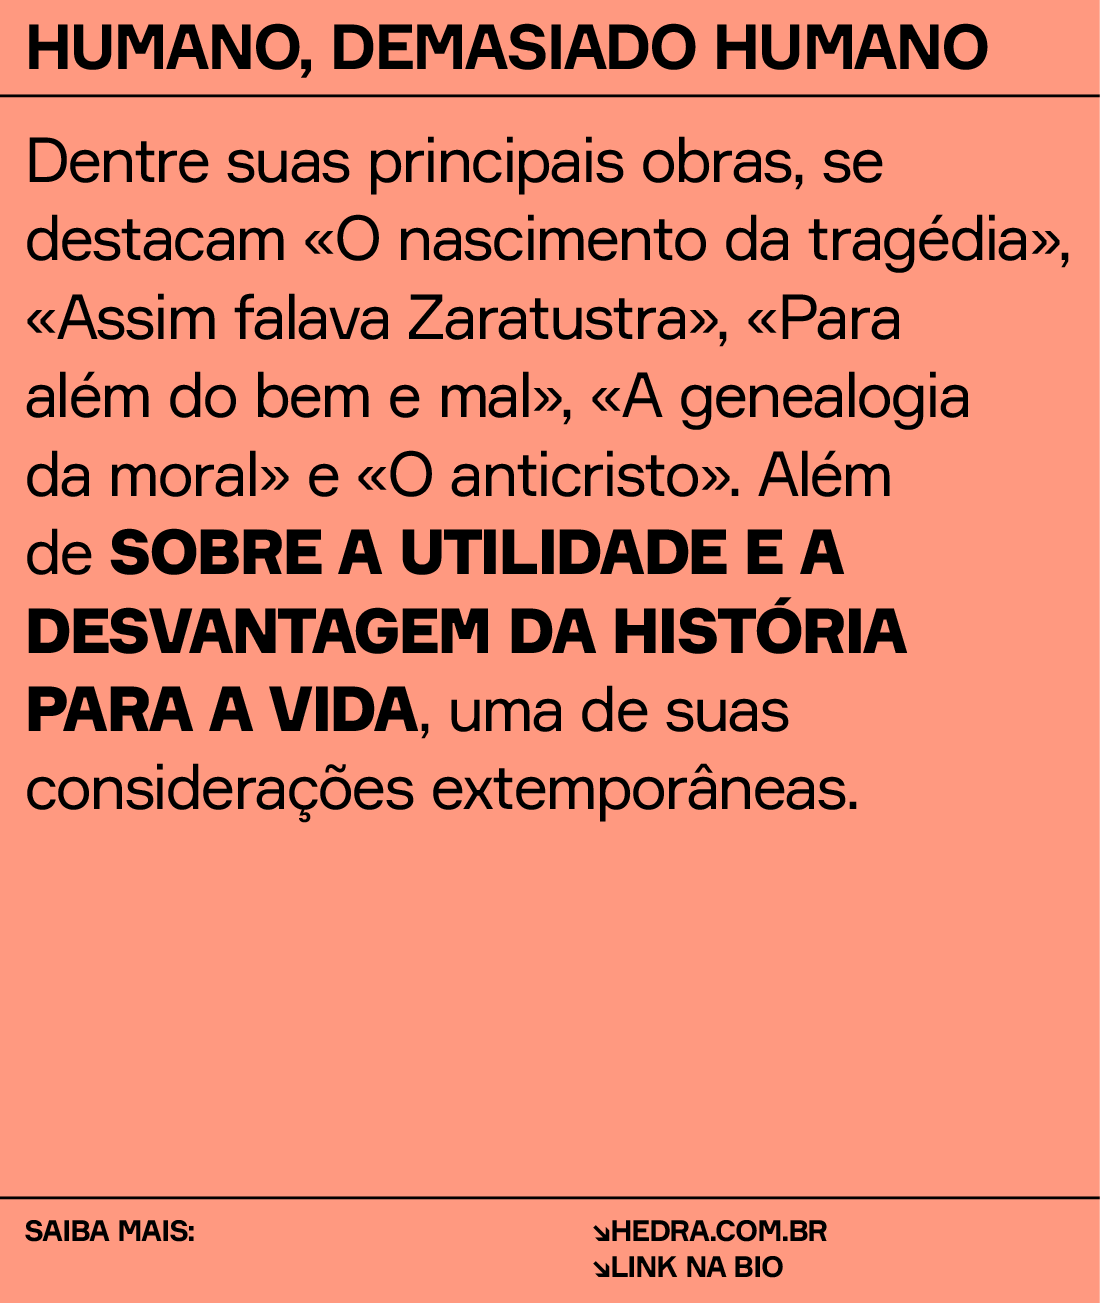 HUMANO, DEMASIADO HUMANO
Dentre suas principais obras, se
destacam «O nascimento da tragédia»,
«Assim falava Zaratustra», «Para
além do bem e mal», «A genealogia
da moral» e «O anticristo». Além
de SOBRE A UTILIDADE E A
DESVANTAGEM DA HISTÓRIA
PARA A VIDA, uma de suas
considerações extemporâneas.
SAIBA MAIS:
↘HEDRA.COM.BR
↘LINK NA BIO